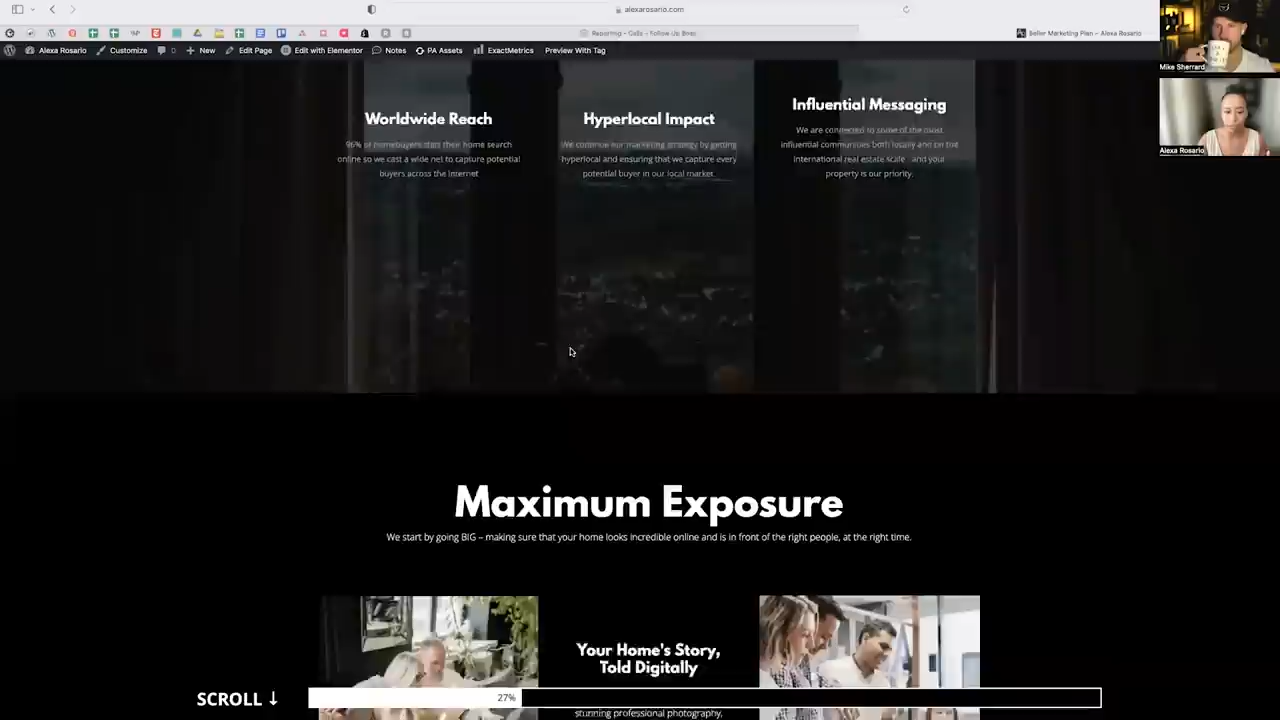 alexarosario.com
Reporting – Calls – Follow Up Boss
Seller Marketing Plan – Alexa Rosario
Alexa Rosario
Customize
0
New
Edit Page
Edit with Elementor
Notes
PA Assets
ExactMetrics
Preview With Tag
Mike Sherrard
Alexa Rosario
Worldwide Reach
96% of homebuyers start their home search
online so we cast a wide net to capture potential
buyers across the internet
Hyperlocal Impact
We continue our marketing strategy by getting
hyperlocal and ensuring that we capture every
potential buyer in our local market.
Influential Messaging
We are connected to some of the most
influential communities both locally and on the
international real estate scale and your
property is our priority.
Maximum Exposure
We start by going BIG – making sure that your home looks incredible online and is in front of the right people, at the right time.
Your Home's Story,
Told Digitally
stunning professional photography,
SCROLL ↓
27%